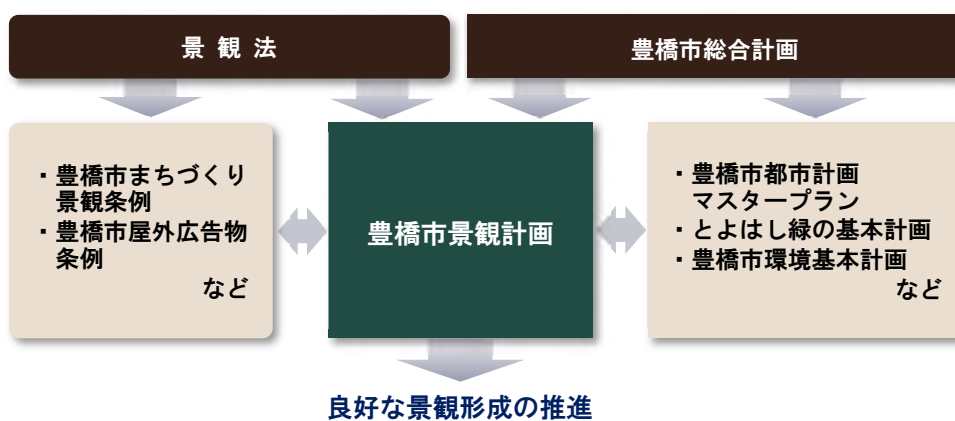 景観法
豊橋市総合計画
・豊橋市まちづくり
景観条例
・豊橋市屋外広告物
条例
など
豊橋市景観計画
・豊橋市都市計画
マスタープラン
・とよはし緑の基本計画
・豊橋市環境基本計画
など
良好な景観形成の推進